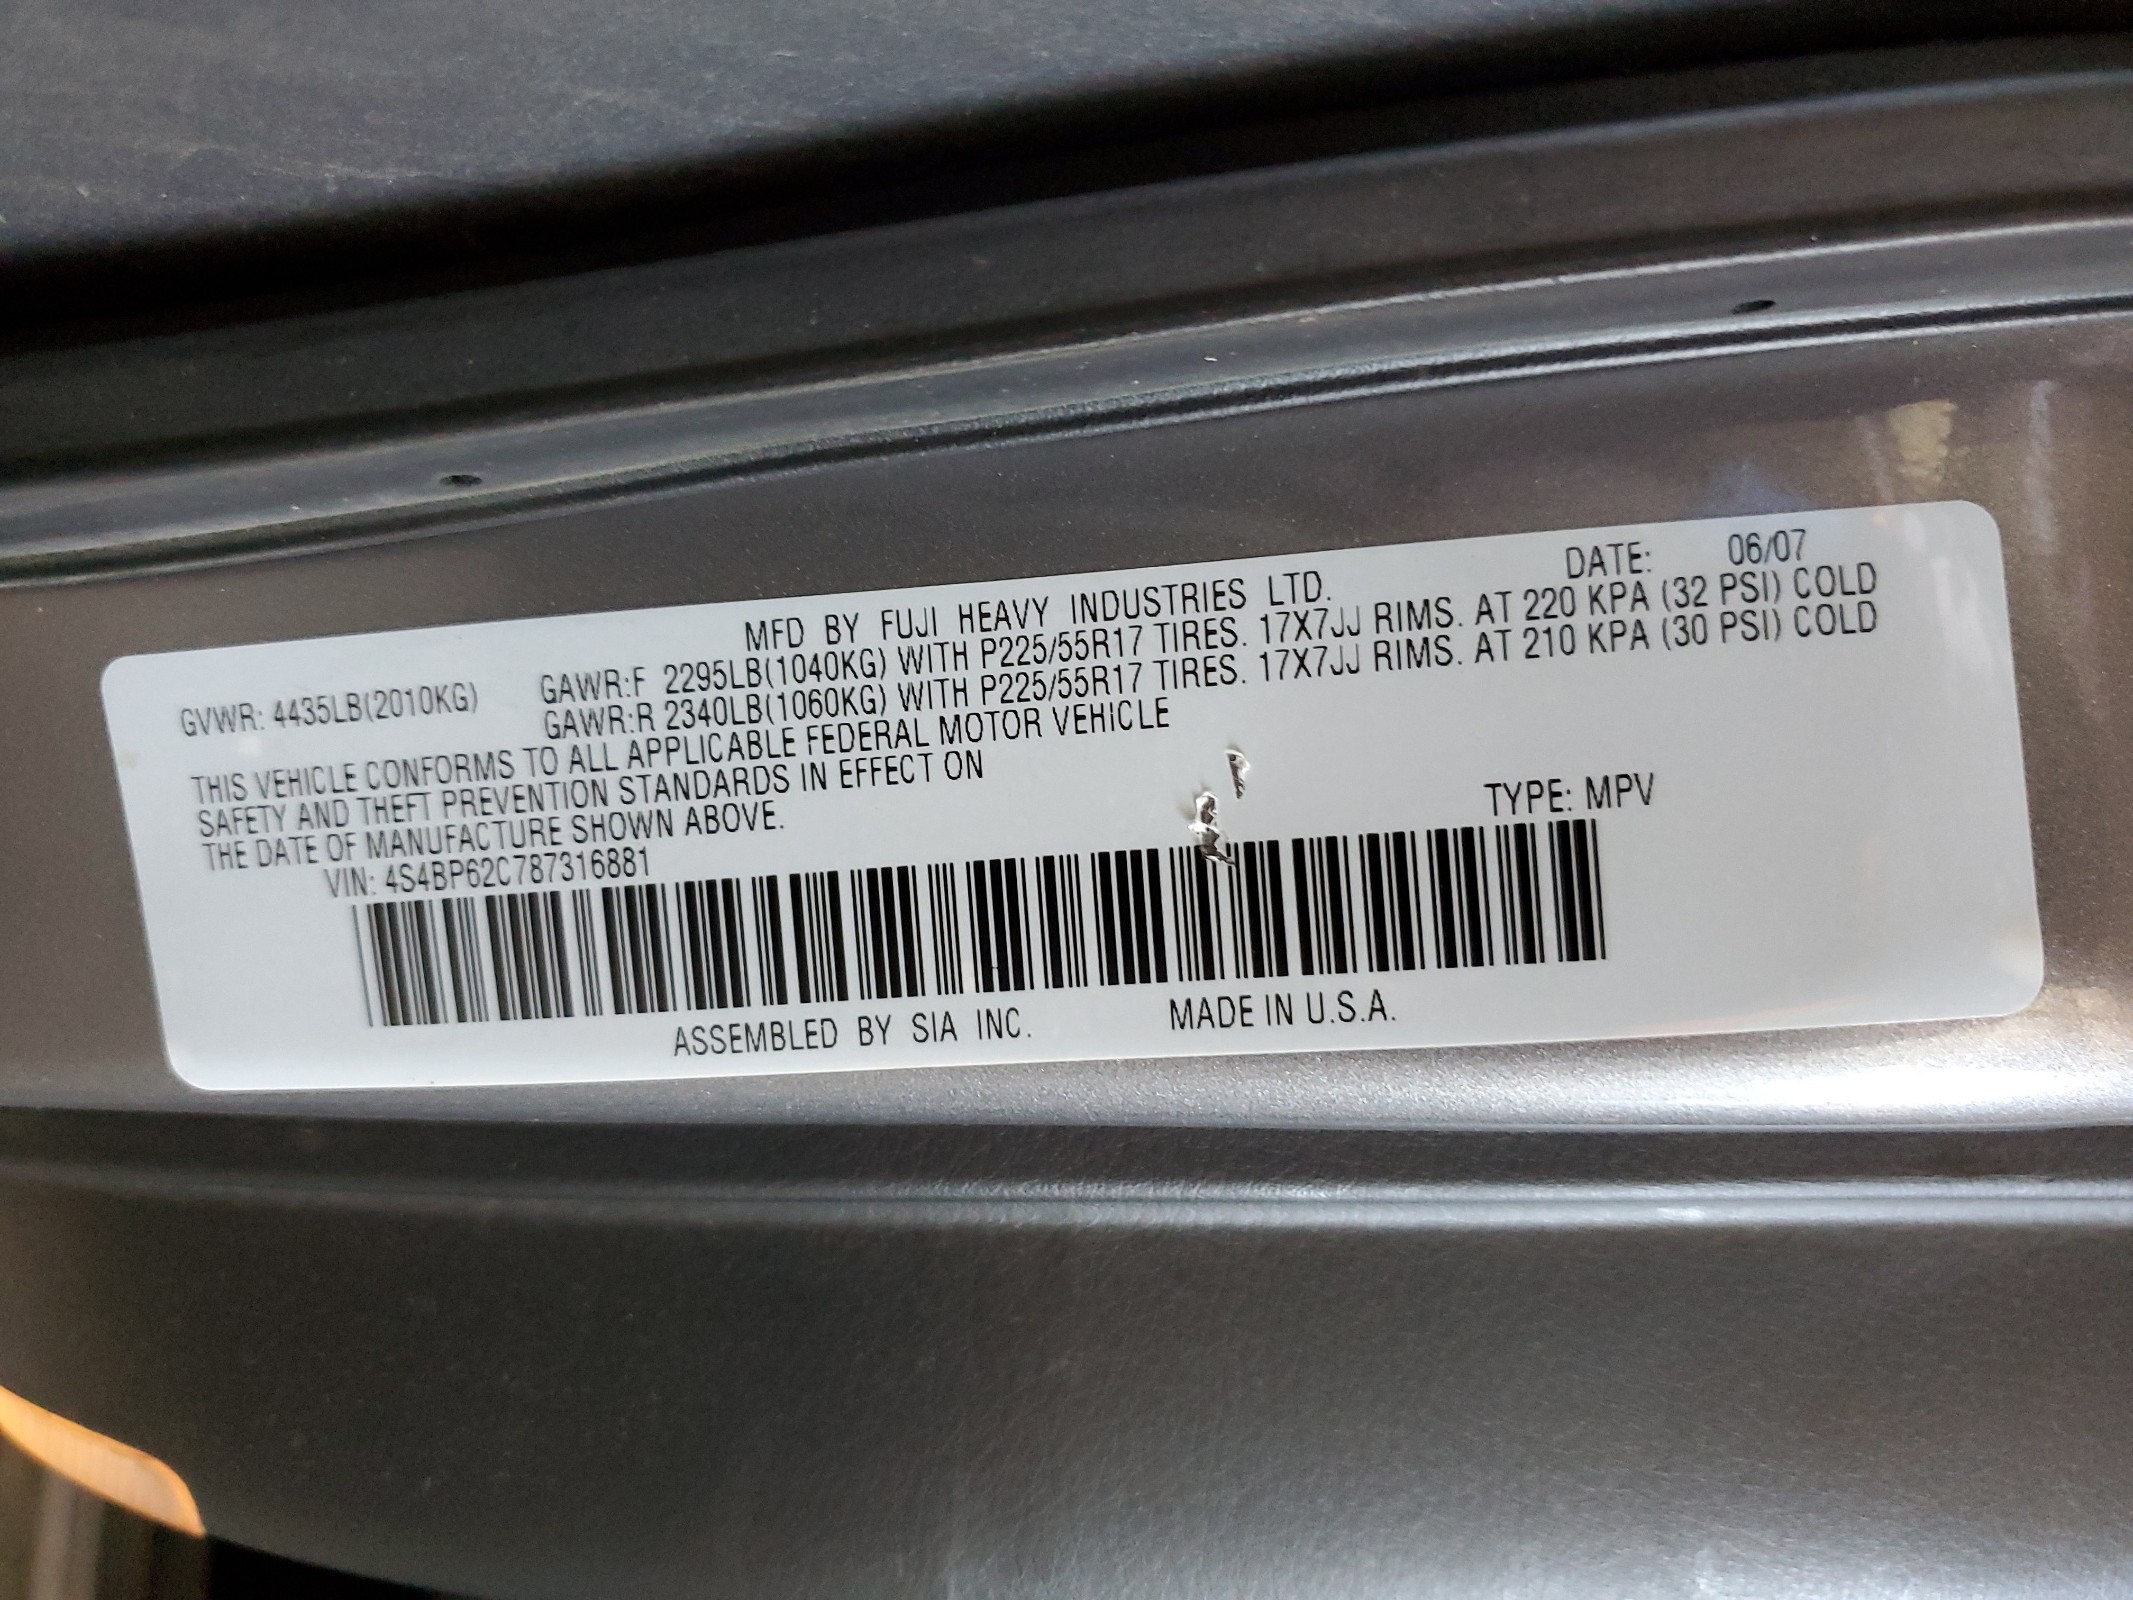 MFD BY FUJI HEAVY INDUSTRIES LTD. DATE: 06/07
GVWR: 4435LB(2010KG) GAWR:F 2295LB(1040KG) WITH P225/55R17 TIRES. 17X7JJ RIMS. AT 220 KPA (32 PSI) COLD
GAWR:R 2340LB(1060KG) WITH P225/55R17 TIRES. 17X7JJ RIMS. AT 210 KPA (30 PSI) COLD
THIS VEHICLE CONFORMS TO ALL APPLICABLE FEDERAL MOTOR VEHICLE
SAFETY AND THEFT PREVENTION STANDARDS IN EFFECT ON
THE DATE OF MANUFACTURE SHOWN ABOVE.
VIN: 4S4BP62C787316881 TYPE: MPV
ASSEMBLED BY SIA INC. MADE IN U.S.A.